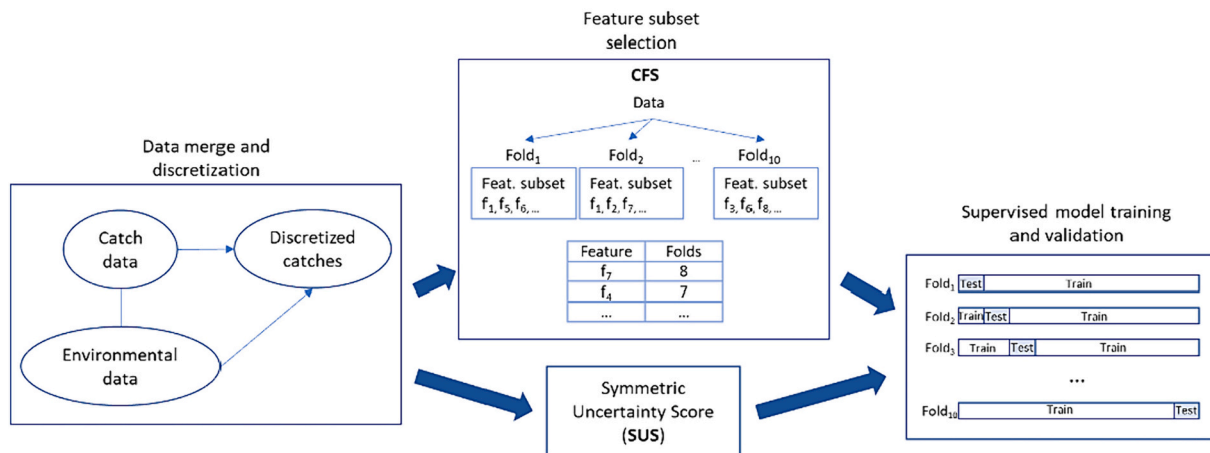 Data merge and
discretization
Catch
data
Discretized
catches
Environmental
data
Feature subset
selection
CFS
Data
Fold1
Fold2
...
Fold10
Feat. subset
f1, f5, f6, ...
Feat. subset
f1, f2, f7, ...
Feat. subset
f3, f6, f8, ...
Feature Folds
f7 8
f4 7
... ...
Symmetric
Uncertainty Score
(SUS)
Supervised model training
and validation
Fold1 Test Train
Fold2 Train Test Train
Fold3 Train Test Train
...
Fold10 Train Test